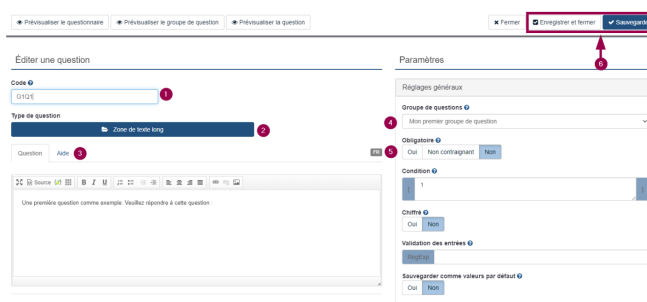 Prévisualiser le questionnaire Prévisualiser le groupe de question Prévisualiser la question Fermer Enregistrer et fermer Sauvegarde
6
Éditer une question Paramètres
Code
G1Q1
1
Type de question
Zone de texte long
2
Question Aide
3
FR
Source B I U
Une première question comme exemple. Veuillez répondre à cette question :
Réglages généraux
Groupe de questions
4
Mon premier groupe de question
Obligatoire
5
Oui Non contraignant Non
Condition
{ 1 }
Chiffré
Oui Non
Validation des entrées
RegExp
Sauvegarder comme valeurs par défaut
Oui Non